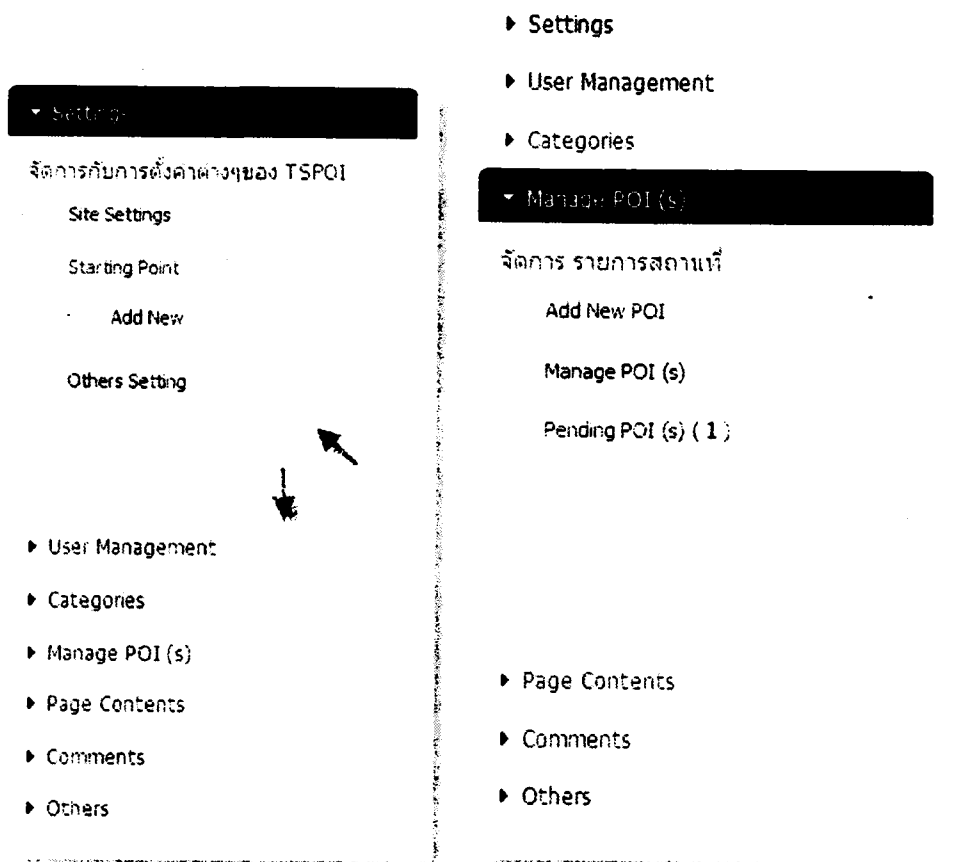 Settings
จัดการกับการตั้งค่าต่างๆของ TSPOI
Site Settings
Starting Point
Add New
Others Setting
User Management
Categories
Manage POI (s)
Page Contents
Comments
Others
Settings
User Management
Categories
Manage POI (s)
จัดการ รายการสถานที่
Add New POI
Manage POI (s)
Pending POI (s) ( 1 )
Page Contents
Comments
Others